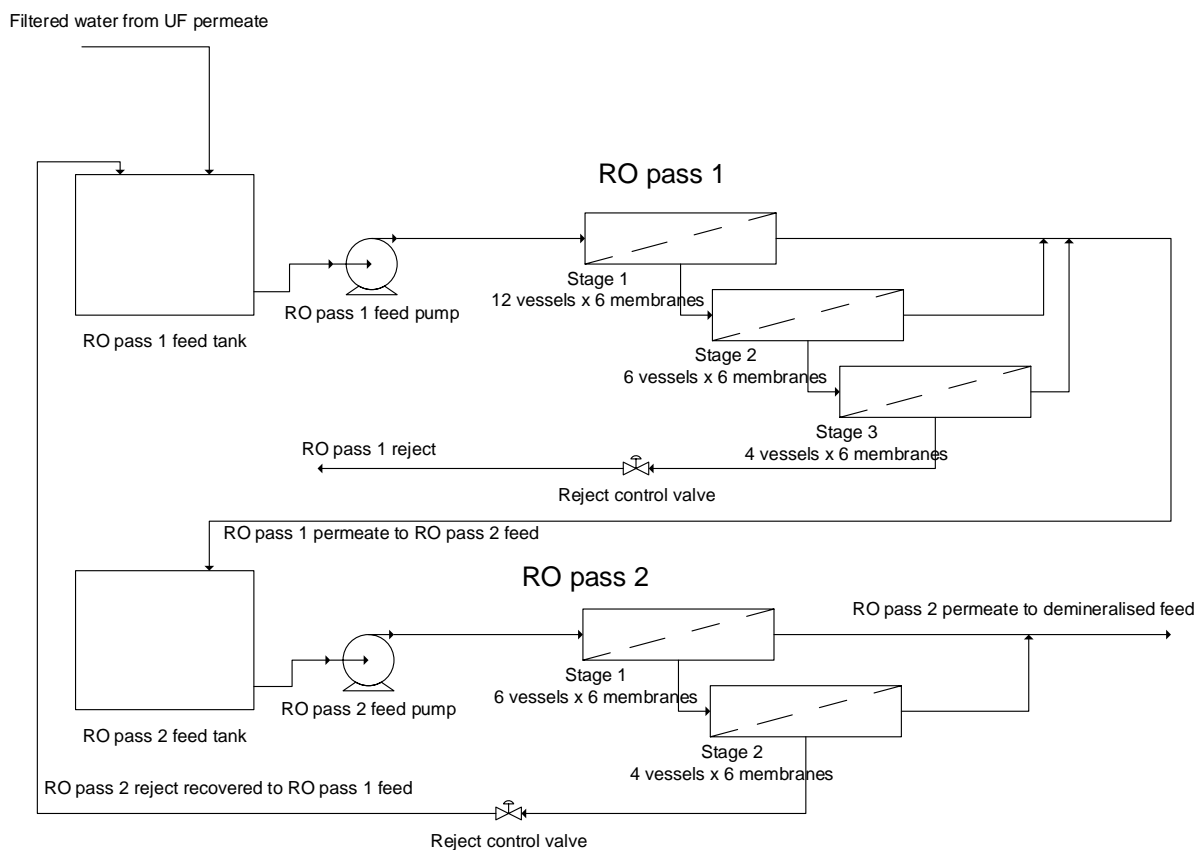 Filtered water from UF permeate
RO pass 1
Stage 1
12 vessels x 6 membranes
RO pass 1 feed pump
RO pass 1 feed tank
Stage 2
6 vessels x 6 membranes
Stage 3
4 vessels x 6 membranes
RO pass 1 reject
Reject control valve
RO pass 1 permeate to RO pass 2 feed
RO pass 2
RO pass 2 permeate to demineralised feed
Stage 1
6 vessels x 6 membranes
RO pass 2 feed pump
RO pass 2 feed tank
Stage 2
4 vessels x 6 membranes
RO pass 2 reject recovered to RO pass 1 feed
Reject control valve